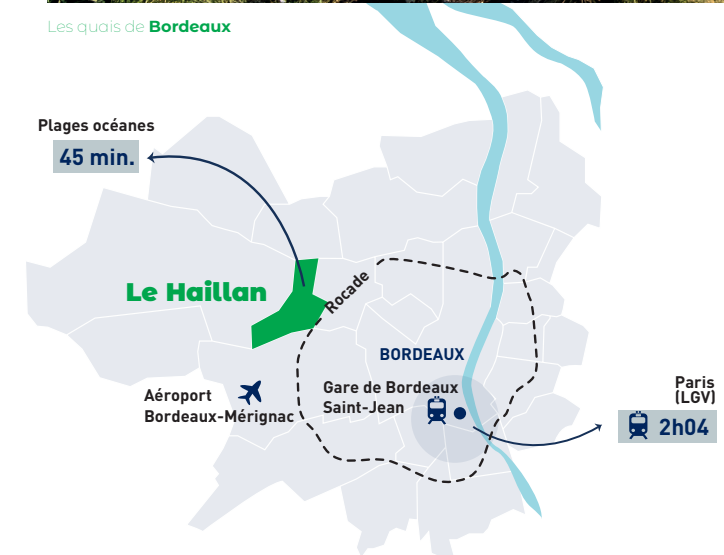 Les quais de Bordeaux
Plages océanes
45 min.
Le Haillan
Rocade
BORDEAUX
Aéroport
Bordeaux-Mérignac
Gare de Bordeaux
Saint-Jean
Paris
(LGV)
2h04